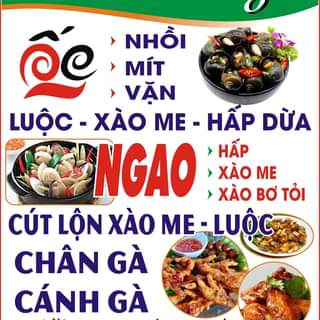 ốc
NHỒI
MÍT
VẶN
LUỘC - XÀO ME - HẤP DỪA
NGAO
HẤP
XÀO ME
XÀO BƠ TỎI
CÚT LỘN XÀO ME - LUỘC
CHÂN GÀ
CÁNH GÀ